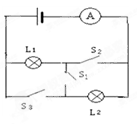 A
L₁ S₂
S₁
S₃ L₂